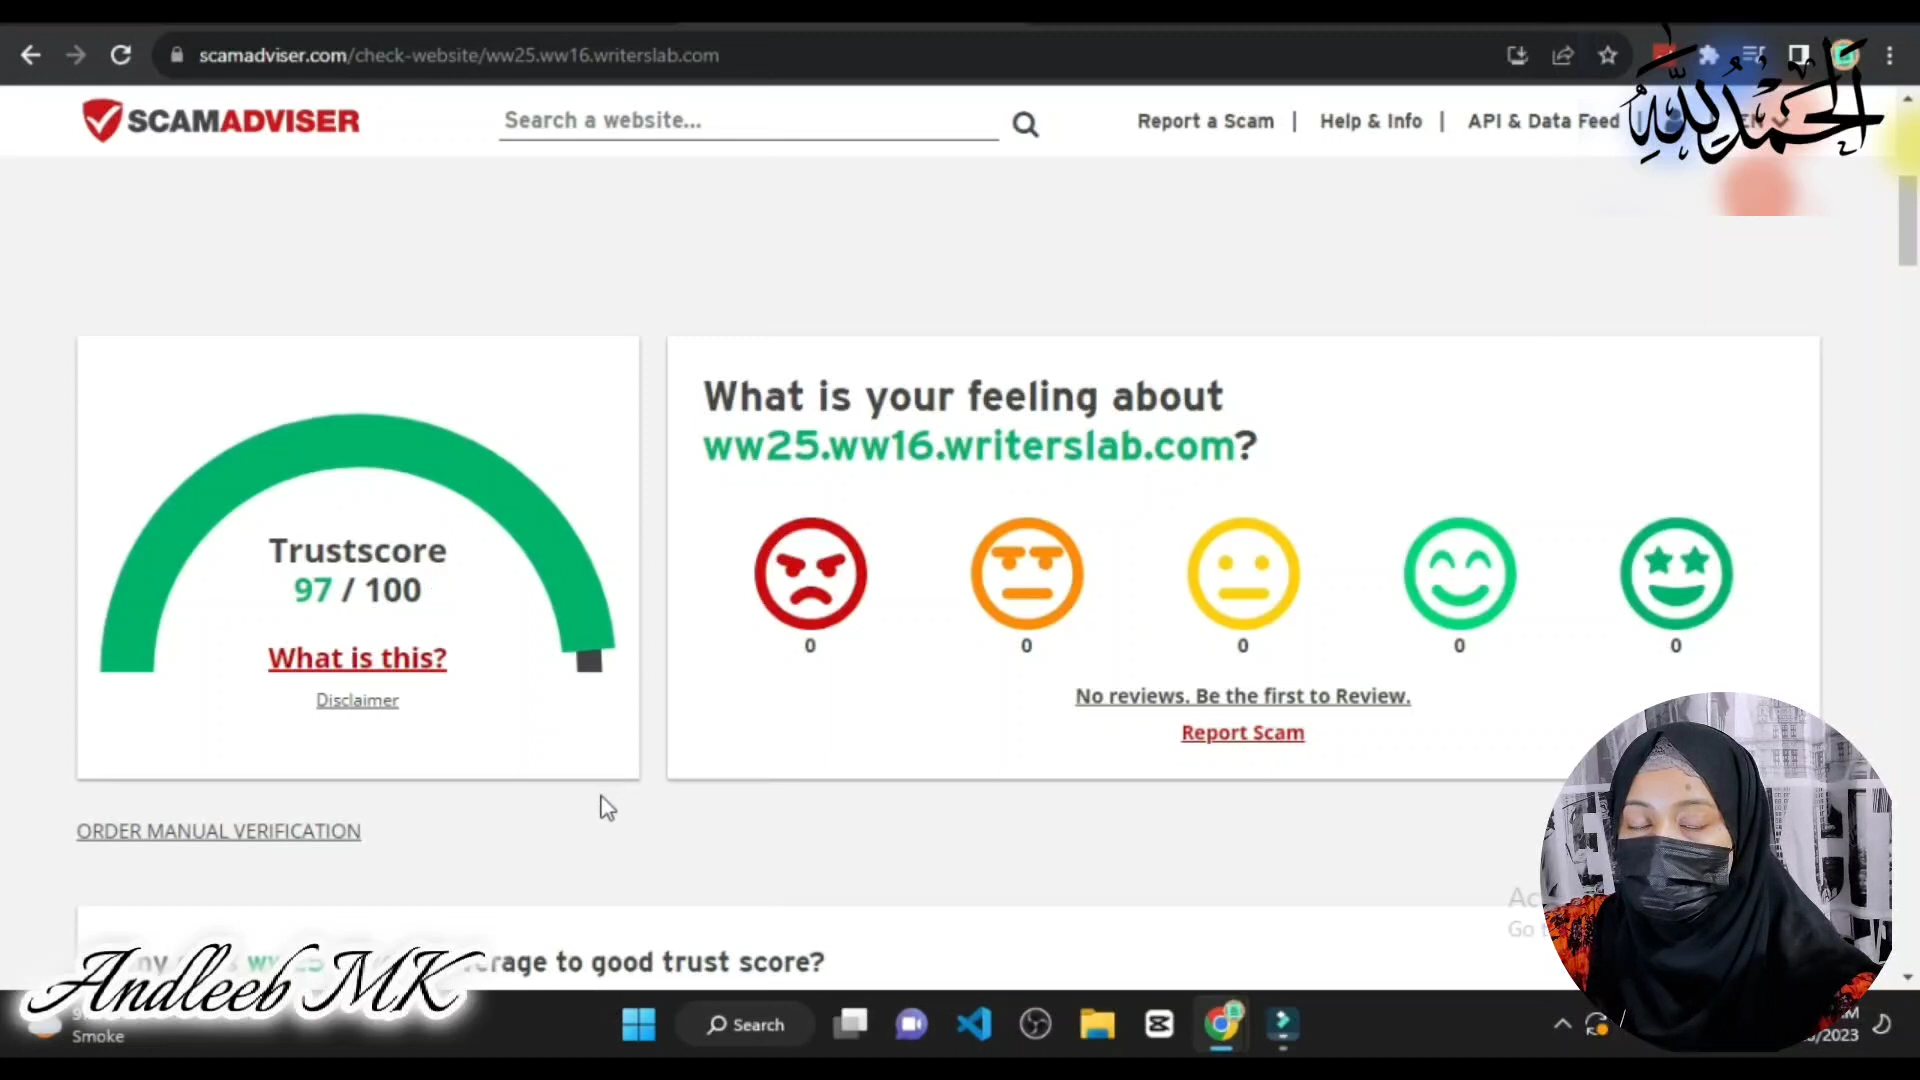 scamadviser.com/check-website/ww25.ww16.writerslab.com
SCAMADVISER
Search a website...
Report a Scam | Help & Info | API & Data Feed
EN
الحمد لله
Trustscore
97 / 100
What is this?
Disclaimer
What is your feeling about
ww25.ww16.writerslab.com?
0 0 0 0 0
No reviews. Be the first to Review.
Report Scam
ORDER MANUAL VERIFICATION
to good trust score?
Andleeb MK
Smoke
Search
/2023